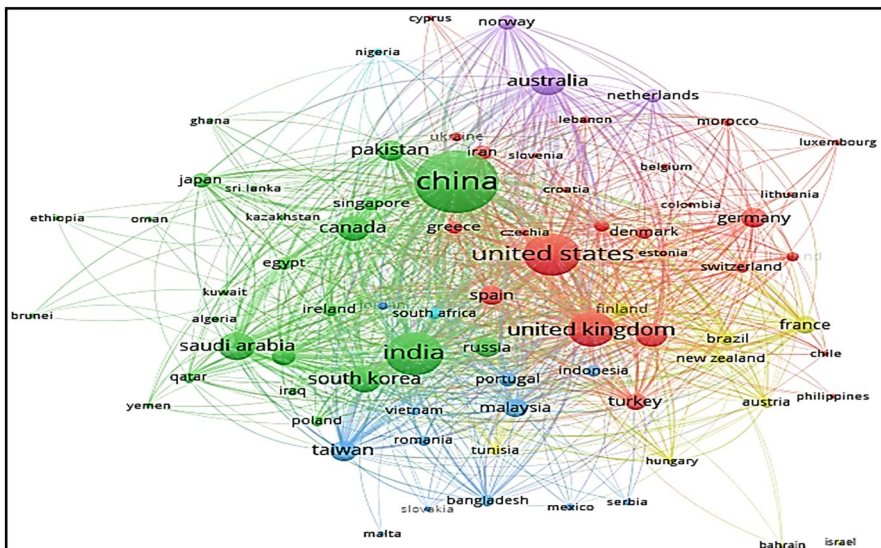 cyprus
norway
nigeria
australia
netherlands
ghana
lebanon
morocco
ukraine
luxembourg
pakistan
iran
slovenia
belgium
japan
china
sri lanka
croatia
lithuania
singapore
colombia
ethiopia
oman
kazakhstan
germany
canada
greece
czechia
denmark
united states
estonia
egypt
switzerland
kuwait
spain
ireland
south africa
finland
brunei
algeria
united kingdom
france
brazil
saudi arabia
india
russia
new zealand
chile
qatar
south korea
portugal
indonesia
iraq
philippines
yemen
vietnam
malaysia
turkey
austria
poland
taiwan
romania
tunisia
hungary
bangladesh
mexico
serbia
slovakia
malta
bahrain
israel